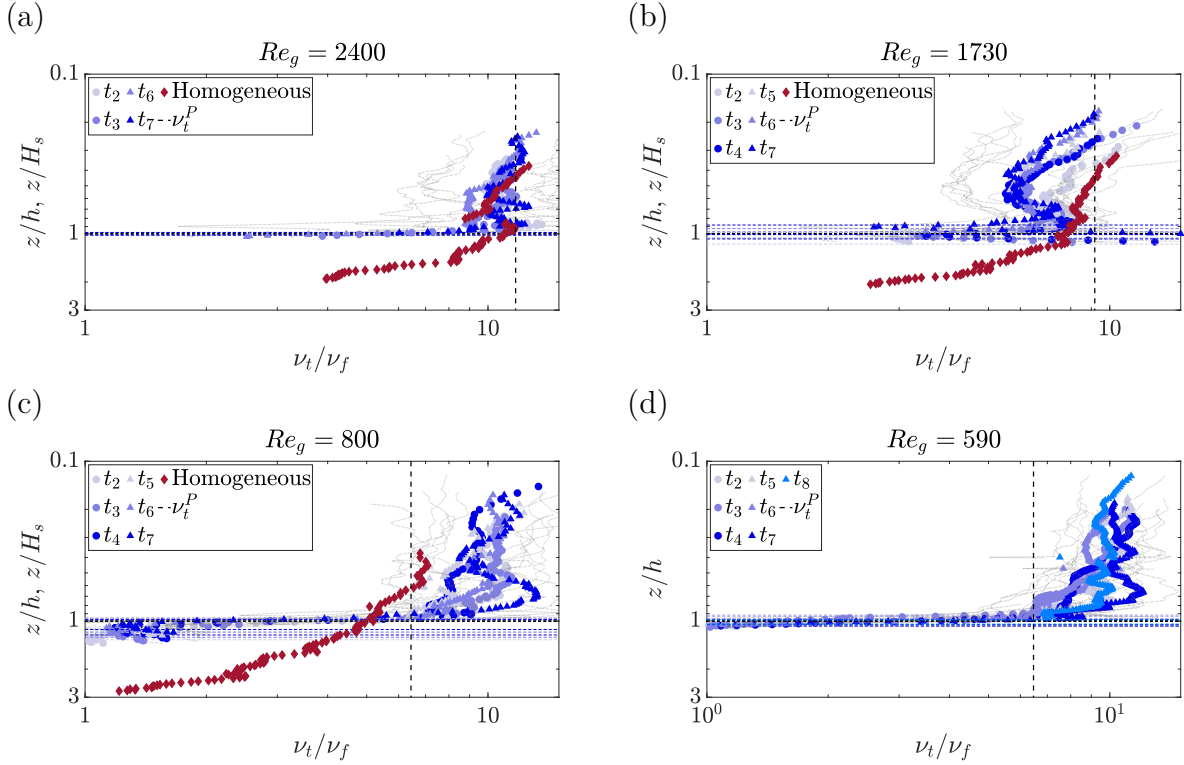 (a)
Re_g = 2400
0.1
1
3
z/h, z/H_s
t_2 t_6 Homogeneous
t_3 t_7 ν_t^P
1 10
ν_t/ν_f
(b)
Re_g = 1730
0.1
1
3
z/h, z/H_s
t_2 t_5 Homogeneous
t_3 t_6 ν_t^P
t_4 t_7
1 10
ν_t/ν_f
(c)
Re_g = 800
0.1
1
3
z/h, z/H_s
t_2 t_5 Homogeneous
t_3 t_6 ν_t^P
t_4 t_7
1 10
ν_t/ν_f
(d)
Re_g = 590
0.1
1
3
z/h
t_2 t_5 t_8
t_3 t_6 ν_t^P
t_4 t_7
10^0 10^1
ν_t/ν_f